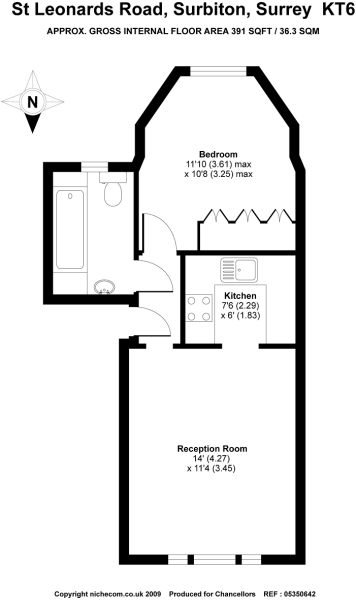 St Leonards Road, Surbiton, Surrey KT6
APPROX. GROSS INTERNAL FLOOR AREA 391 SQFT / 36.3 SQM
N
Bedroom
11'10 (3.61) max
x 10'8 (3.25) max
Kitchen
7'6 (2.29)
x 6' (1.83)
Reception Room
14' (4.27)
x 11'4 (3.45)
Copyright nichecom.co.uk 2009 Produced for Chancellors REF : 05350642